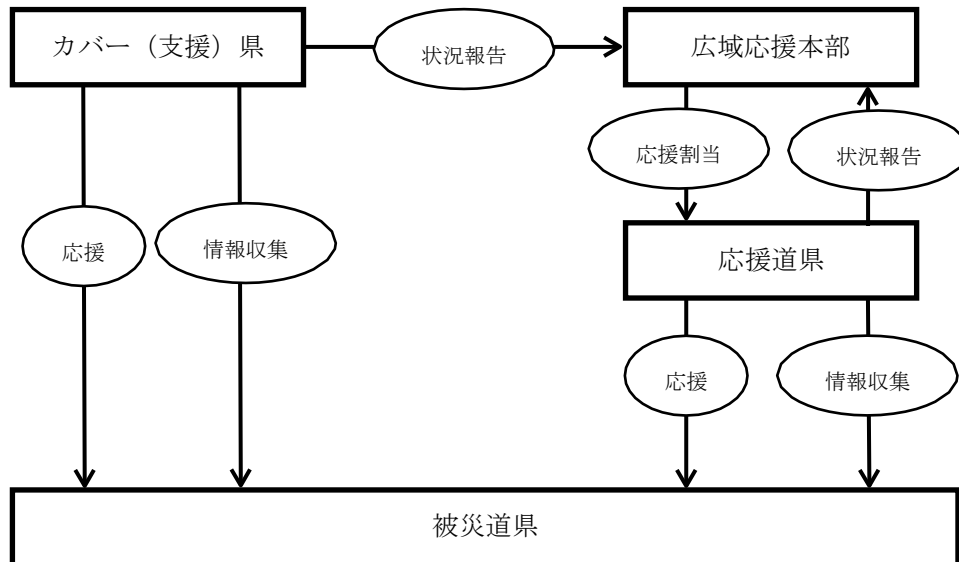 カバー（支援）県
状況報告
広域応援本部
応援割当
状況報告
応援
情報収集
応援道県
応援
情報収集
被災道県